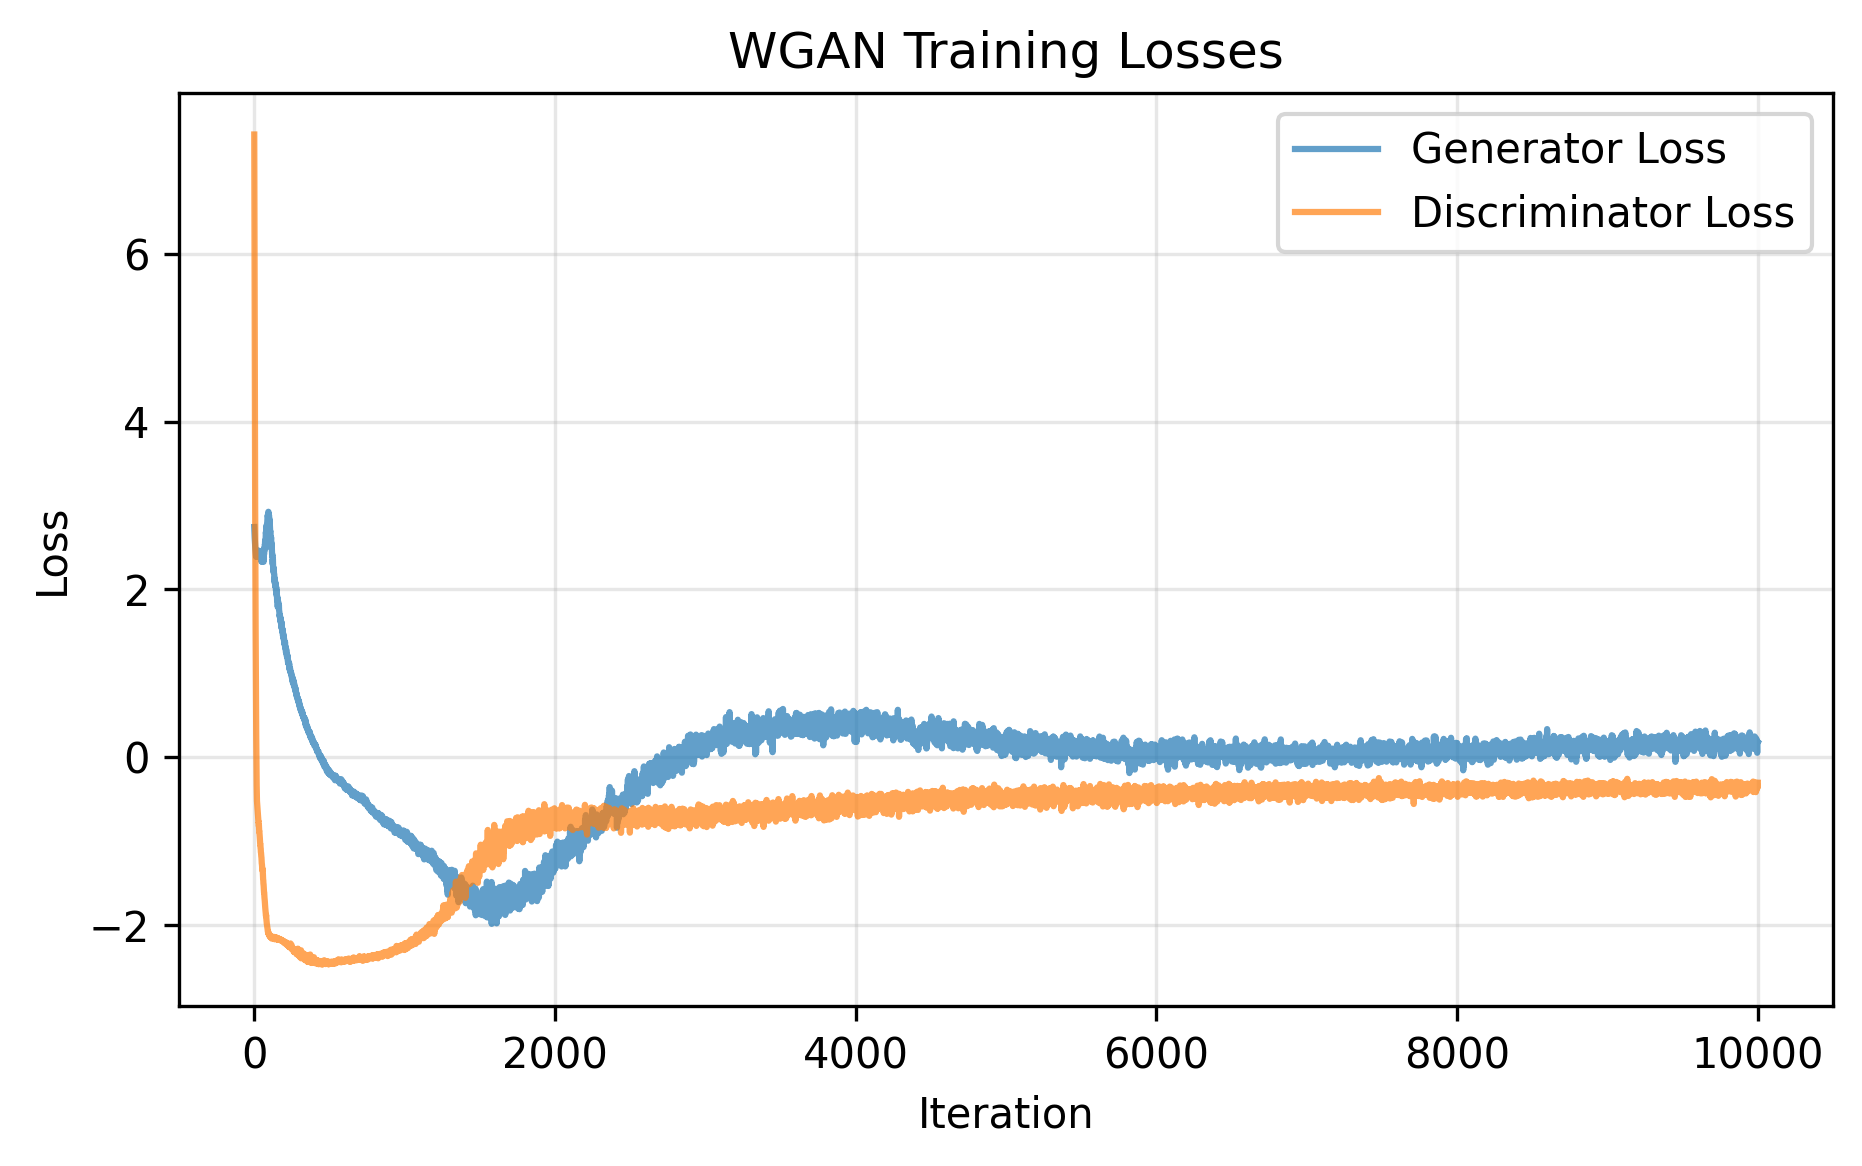 WGAN Training Losses
Generator Loss
Discriminator Loss
6
4
2
0
−2
Loss
0 2000 4000 6000 8000 10000
Iteration